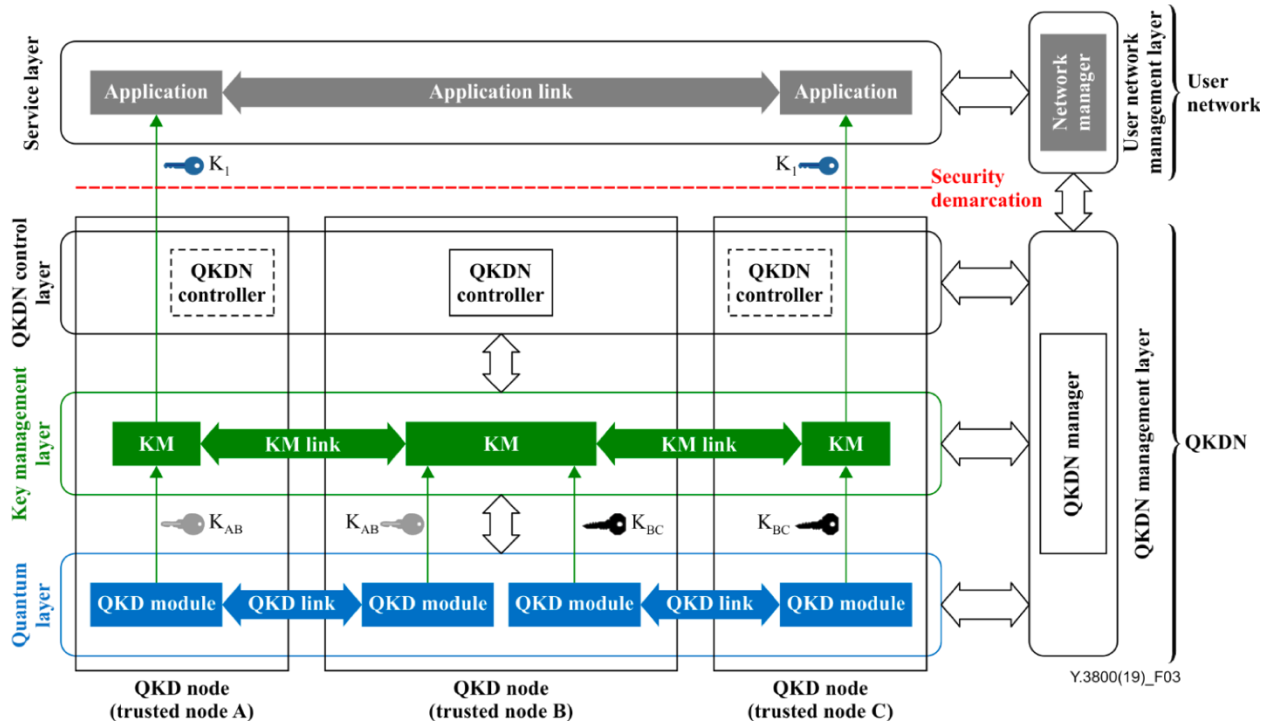 Service layer
Application
Application link
Application
Network
manager
User network
management layer
User
network
K1
K1
Security
demarcation
QKDN control
layer
QKDN
controller
QKDN
controller
QKDN
controller
Key management
layer
KM
KM link
KM
KM link
KM
QKDN manager
QKDN management layer
QKDN
KAB
KAB
KBC
KBC
Quantum
layer
QKD module
QKD link
QKD module
QKD module
QKD link
QKD module
QKD node
(trusted node A)
QKD node
(trusted node B)
QKD node
(trusted node C)
Y.3800(19)_F03